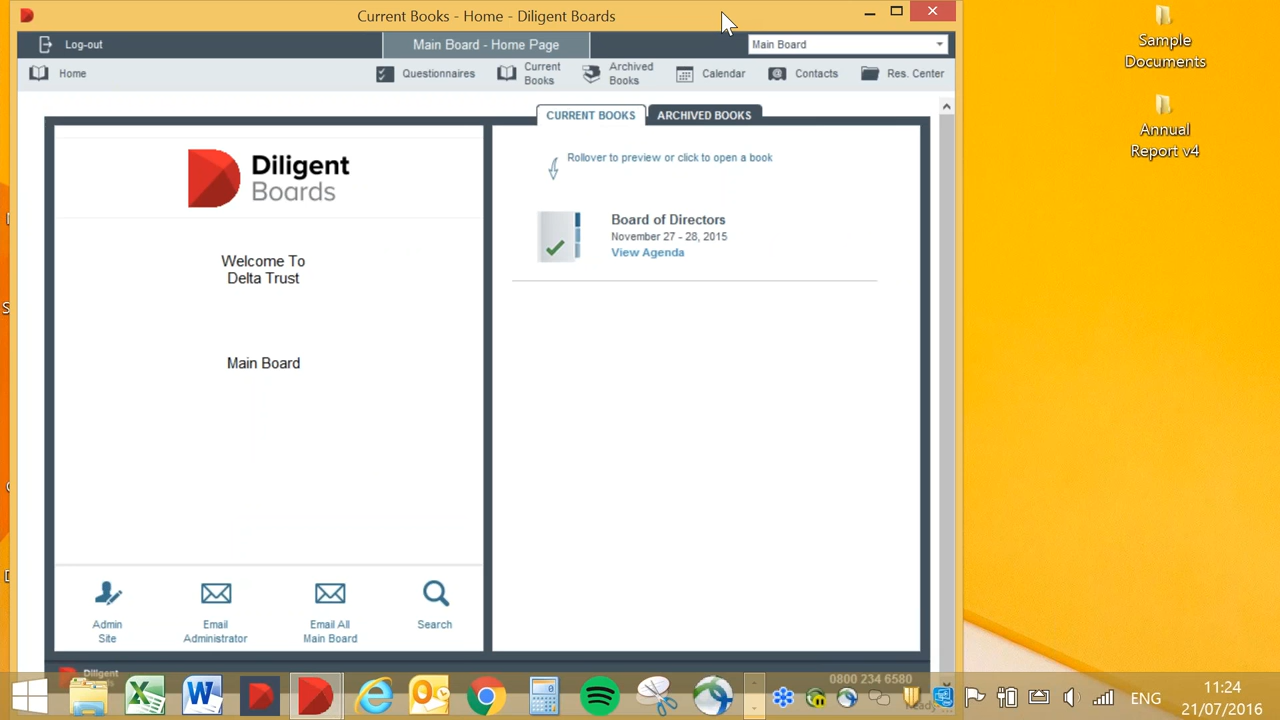 Current Books - Home - Diligent Boards
Log-out
Main Board - Home Page
Main Board
Home
Questionnaires
Current
Books
Archived
Books
Calendar
Contacts
Res. Center
CURRENT BOOKS
ARCHIVED BOOKS
Diligent
Boards
Welcome To
Delta Trust
Main Board
Rollover to preview or click to open a book
Board of Directors
November 27 - 28, 2015
View Agenda
Admin
Site
Email
Administrator
Email All
Main Board
Search
Diligent
0800 234 6580
Sample
Documents
Annual
Report v4
ENG
11:24
21/07/2016